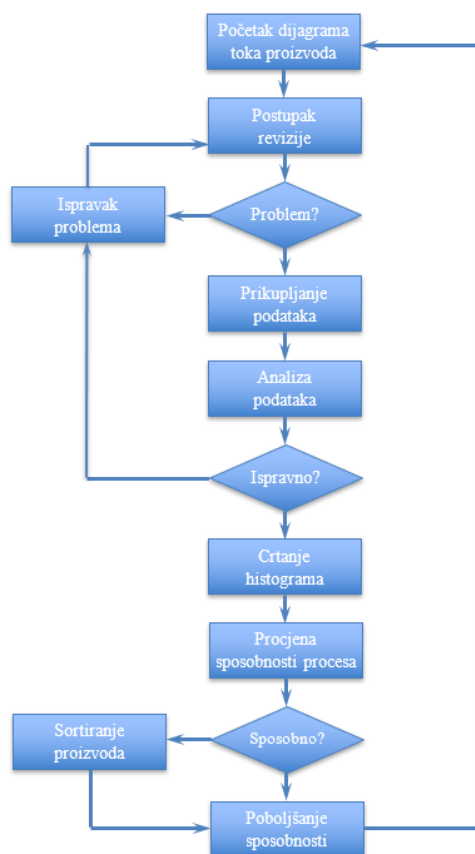 Početak dijagrama
toka proizvoda
Postupak
revizije
Ispravak
problema
Problem?
Prikupljanje
podataka
Analiza
podataka
Ispravno?
Crtanje
histograma
Procjena
sposobnosti procesa
Sortiranje
proizvoda
Sposobno?
Poboljšanje
sposobnosti